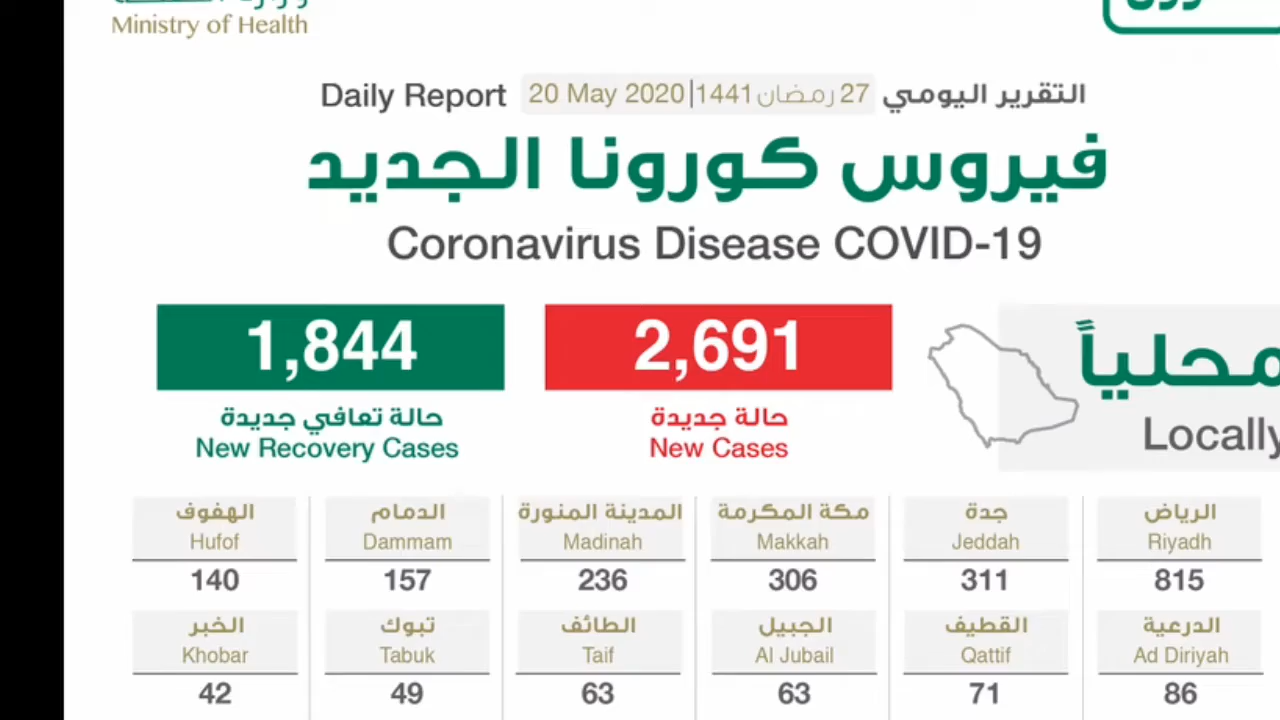 Ministry of Health
Daily Report 20 May 2020|1441 رمضان 27 التقرير اليومي
فيروس كورونا الجديد
Coronavirus Disease COVID-19
1,844 2,691 محلياً
حالة تعافي جديدة حالة جديدة
New Recovery Cases New Cases Locally
الهفوف الدمام المدينة المنورة مكة المكرمة جدة الرياض
Hufof Dammam Madinah Makkah Jeddah Riyadh
140 157 236 306 311 815
الخبر تبوك الطائف الجبيل القطيف الدرعية
Khobar Tabuk Taif Al Jubail Qattif Ad Diriyah
42 49 63 63 71 86